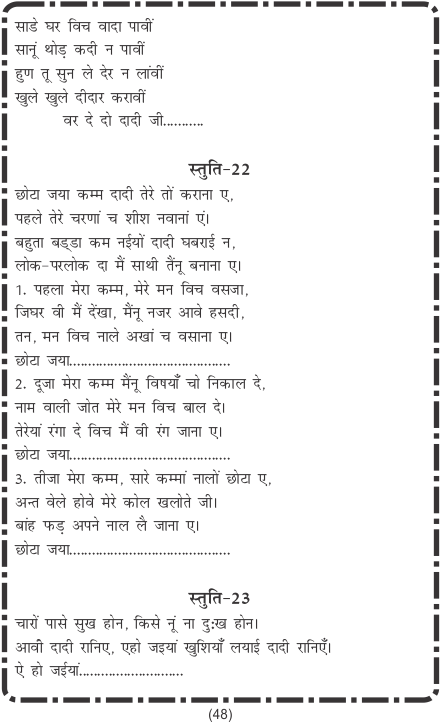 साडे घर विच वादा पावीं
सानूं थोड़ कदी न पावीं
हुण तू सुन ले देर न लांवीं
खुले खुले दीदार करावीं
वर दे दो दादी जी...........
स्तुति-22
छोटा जया कम्म दादी तेरे तों कराना ए,
पहले तेरे चरणां च शीश नवानां एं।
बहुता बड्डा कम नईयों दादी घबराई न,
लोक-परलोक दा मैं साथी तैंनू बनाना ए।
1. पहला मेरा कम्म, मेरे मन विच वसजा,
जिघर वी मैं देंखा, मैंनू नजर आवे हसदी,
तन, मन विच नाले अखां च वसाना ए।
छोटा जया...........................................
2. दूजा मेरा कम्म मैंनू विषयाँ चो निकाल दे,
नाम वाली जोत मेरे मन विच बाल दे।
तेरेयां रंगा दे विच मैं वी रंग जाना ए।
छोटा जया...........................................
3. तीजा मेरा कम्म, सारे कम्मां नालों छोटा ए,
अन्त वेले होवे मेरे कोल खलोते जी।
बांह फड़ अपने नाल लै जाना ए।
छोटा जया...........................................
स्तुति-23
चारों पासे सुख होन, किसे नूं ना दुःख होन।
आवीं दादी रानिए, एहो जइयां खुशियाँ लयाई दादी रानिएँ।
ऐ हो जईयां............................
(48)